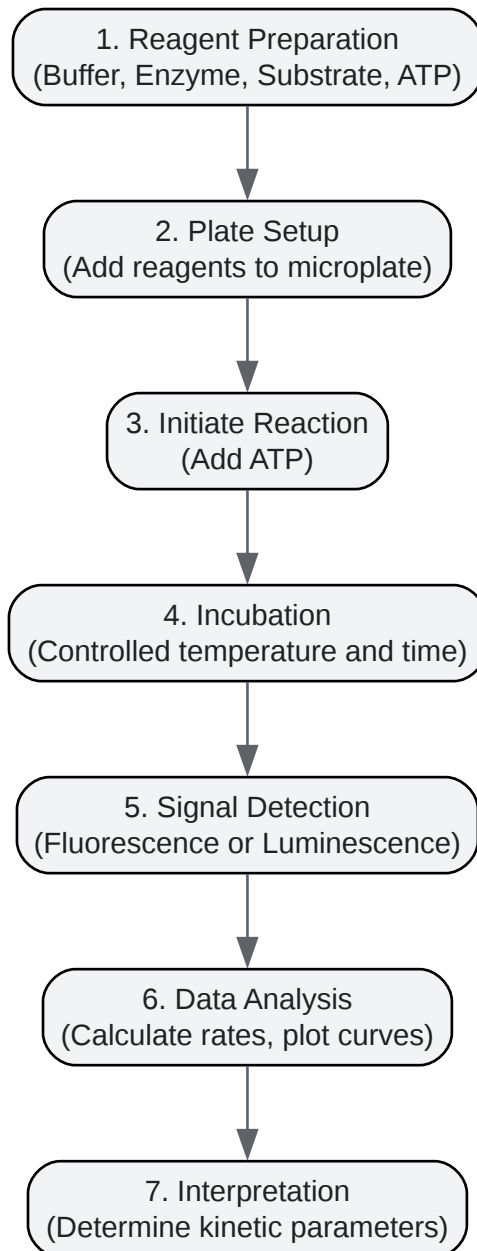 1. Reagent Preparation
(Buffer, Enzyme, Substrate, ATP)
2. Plate Setup
(Add reagents to microplate)
3. Initiate Reaction
(Add ATP)
4. Incubation
(Controlled temperature and time)
5. Signal Detection
(Fluorescence or Luminescence)
6. Data Analysis
(Calculate rates, plot curves)
7. Interpretation
(Determine kinetic parameters)